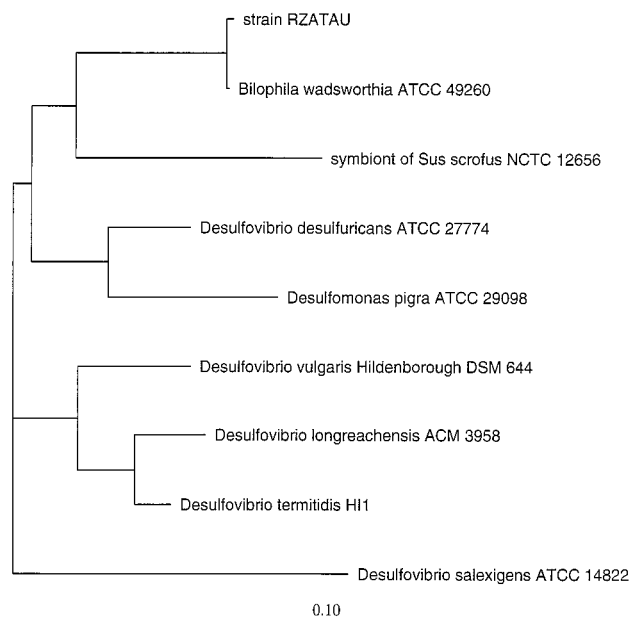 strain RZATAU
Bilophila wadsworthia ATCC 49260
symbiont of Sus scrofus NCTC 12656
Desulfovibrio desulfuricans ATCC 27774
Desulfomonas pigra ATCC 29098
Desulfovibrio vulgaris Hildenborough DSM 644
Desulfovibrio longreachensis ACM 3958
Desulfovibrio termitidis HI1
Desulfovibrio salexigens ATCC 14822
0.10